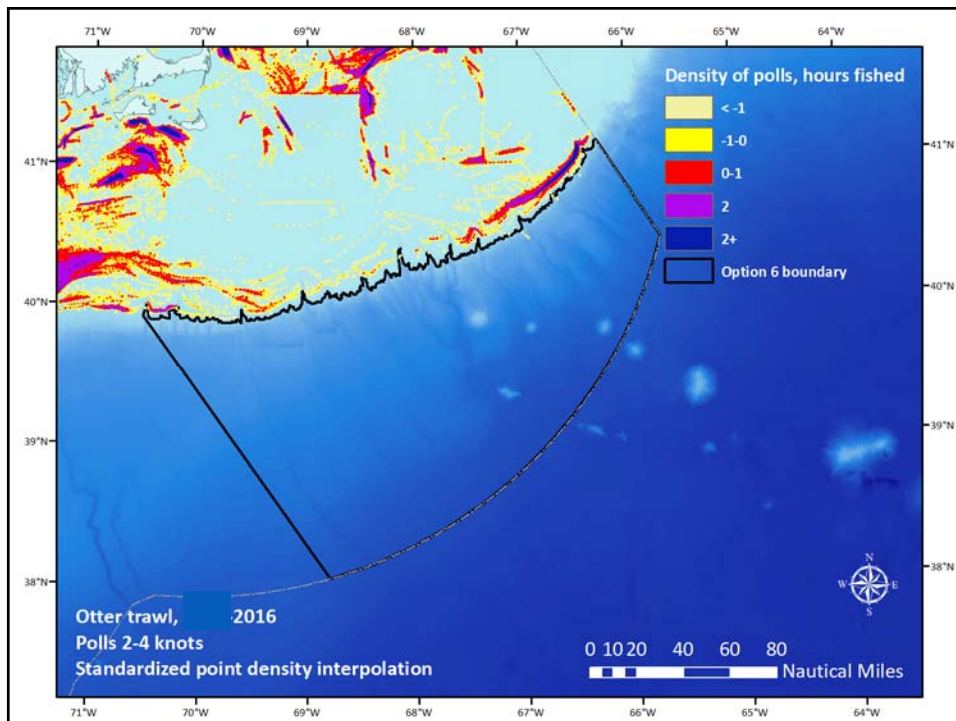 71°W 70°W 69°W 68°W 67°W 66°W 65°W 64°W
Density of polls, hours fished
< -1
-1-0
0-1
2
2+
Option 6 boundary
41°N 41°N
40°N 40°N
39°N 39°N
38°N 38°N
N
W E
S
Otter trawl, -2016
Polls 2-4 knots
Standardized point density interpolation
0 10 20 40 60 80
Nautical Miles
71°W 70°W 69°W 68°W 67°W 66°W 65°W 64°W